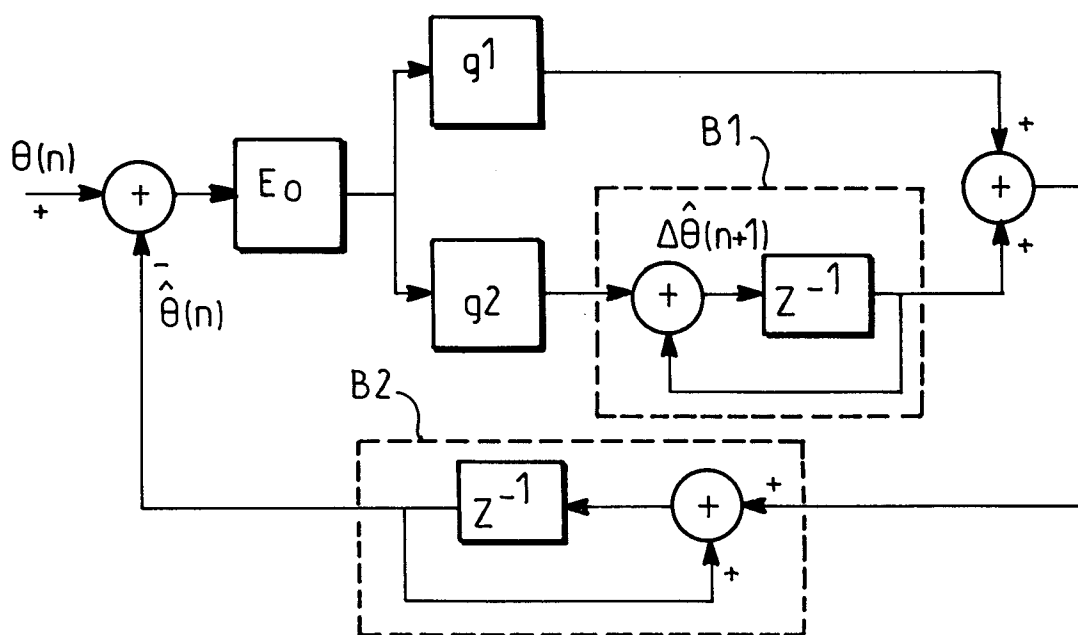 g1
B1
θ(n)
+
+
E₀
+
+
+
Δθ̂(n+1)
−
θ̂(n)
g2
+
Z⁻¹
B2
Z⁻¹
+
+
+